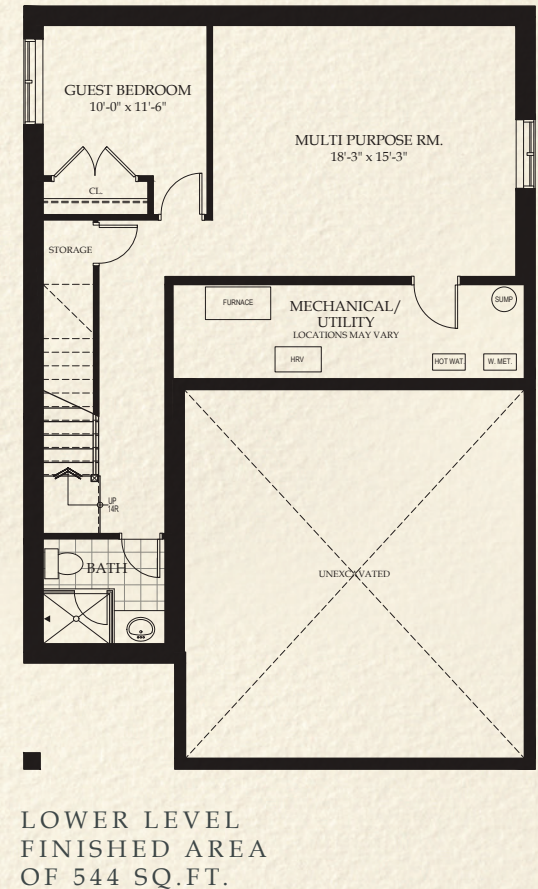 GUEST BEDROOM
10'-0" x 11'-6"
MULTI PURPOSE RM.
18'-3" x 15'-3"
CL.
STORAGE
FURNACE
MECHANICAL/
UTILITY
LOCATIONS MAY VARY
SUMP
HRV
HOT WAT.
W. MET.
UP
14R
BATH
UNEXCAVATED
LOWER LEVEL
FINISHED AREA
OF 544 SQ.FT.